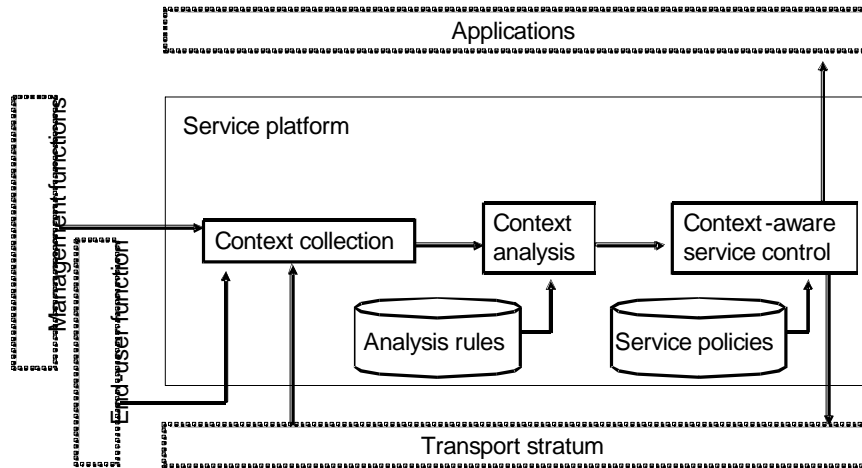 Applications
Service platform
Management functions
End-user function
Context collection
Context
analysis
Context-aware
service control
Analysis rules
Service policies
Transport stratum